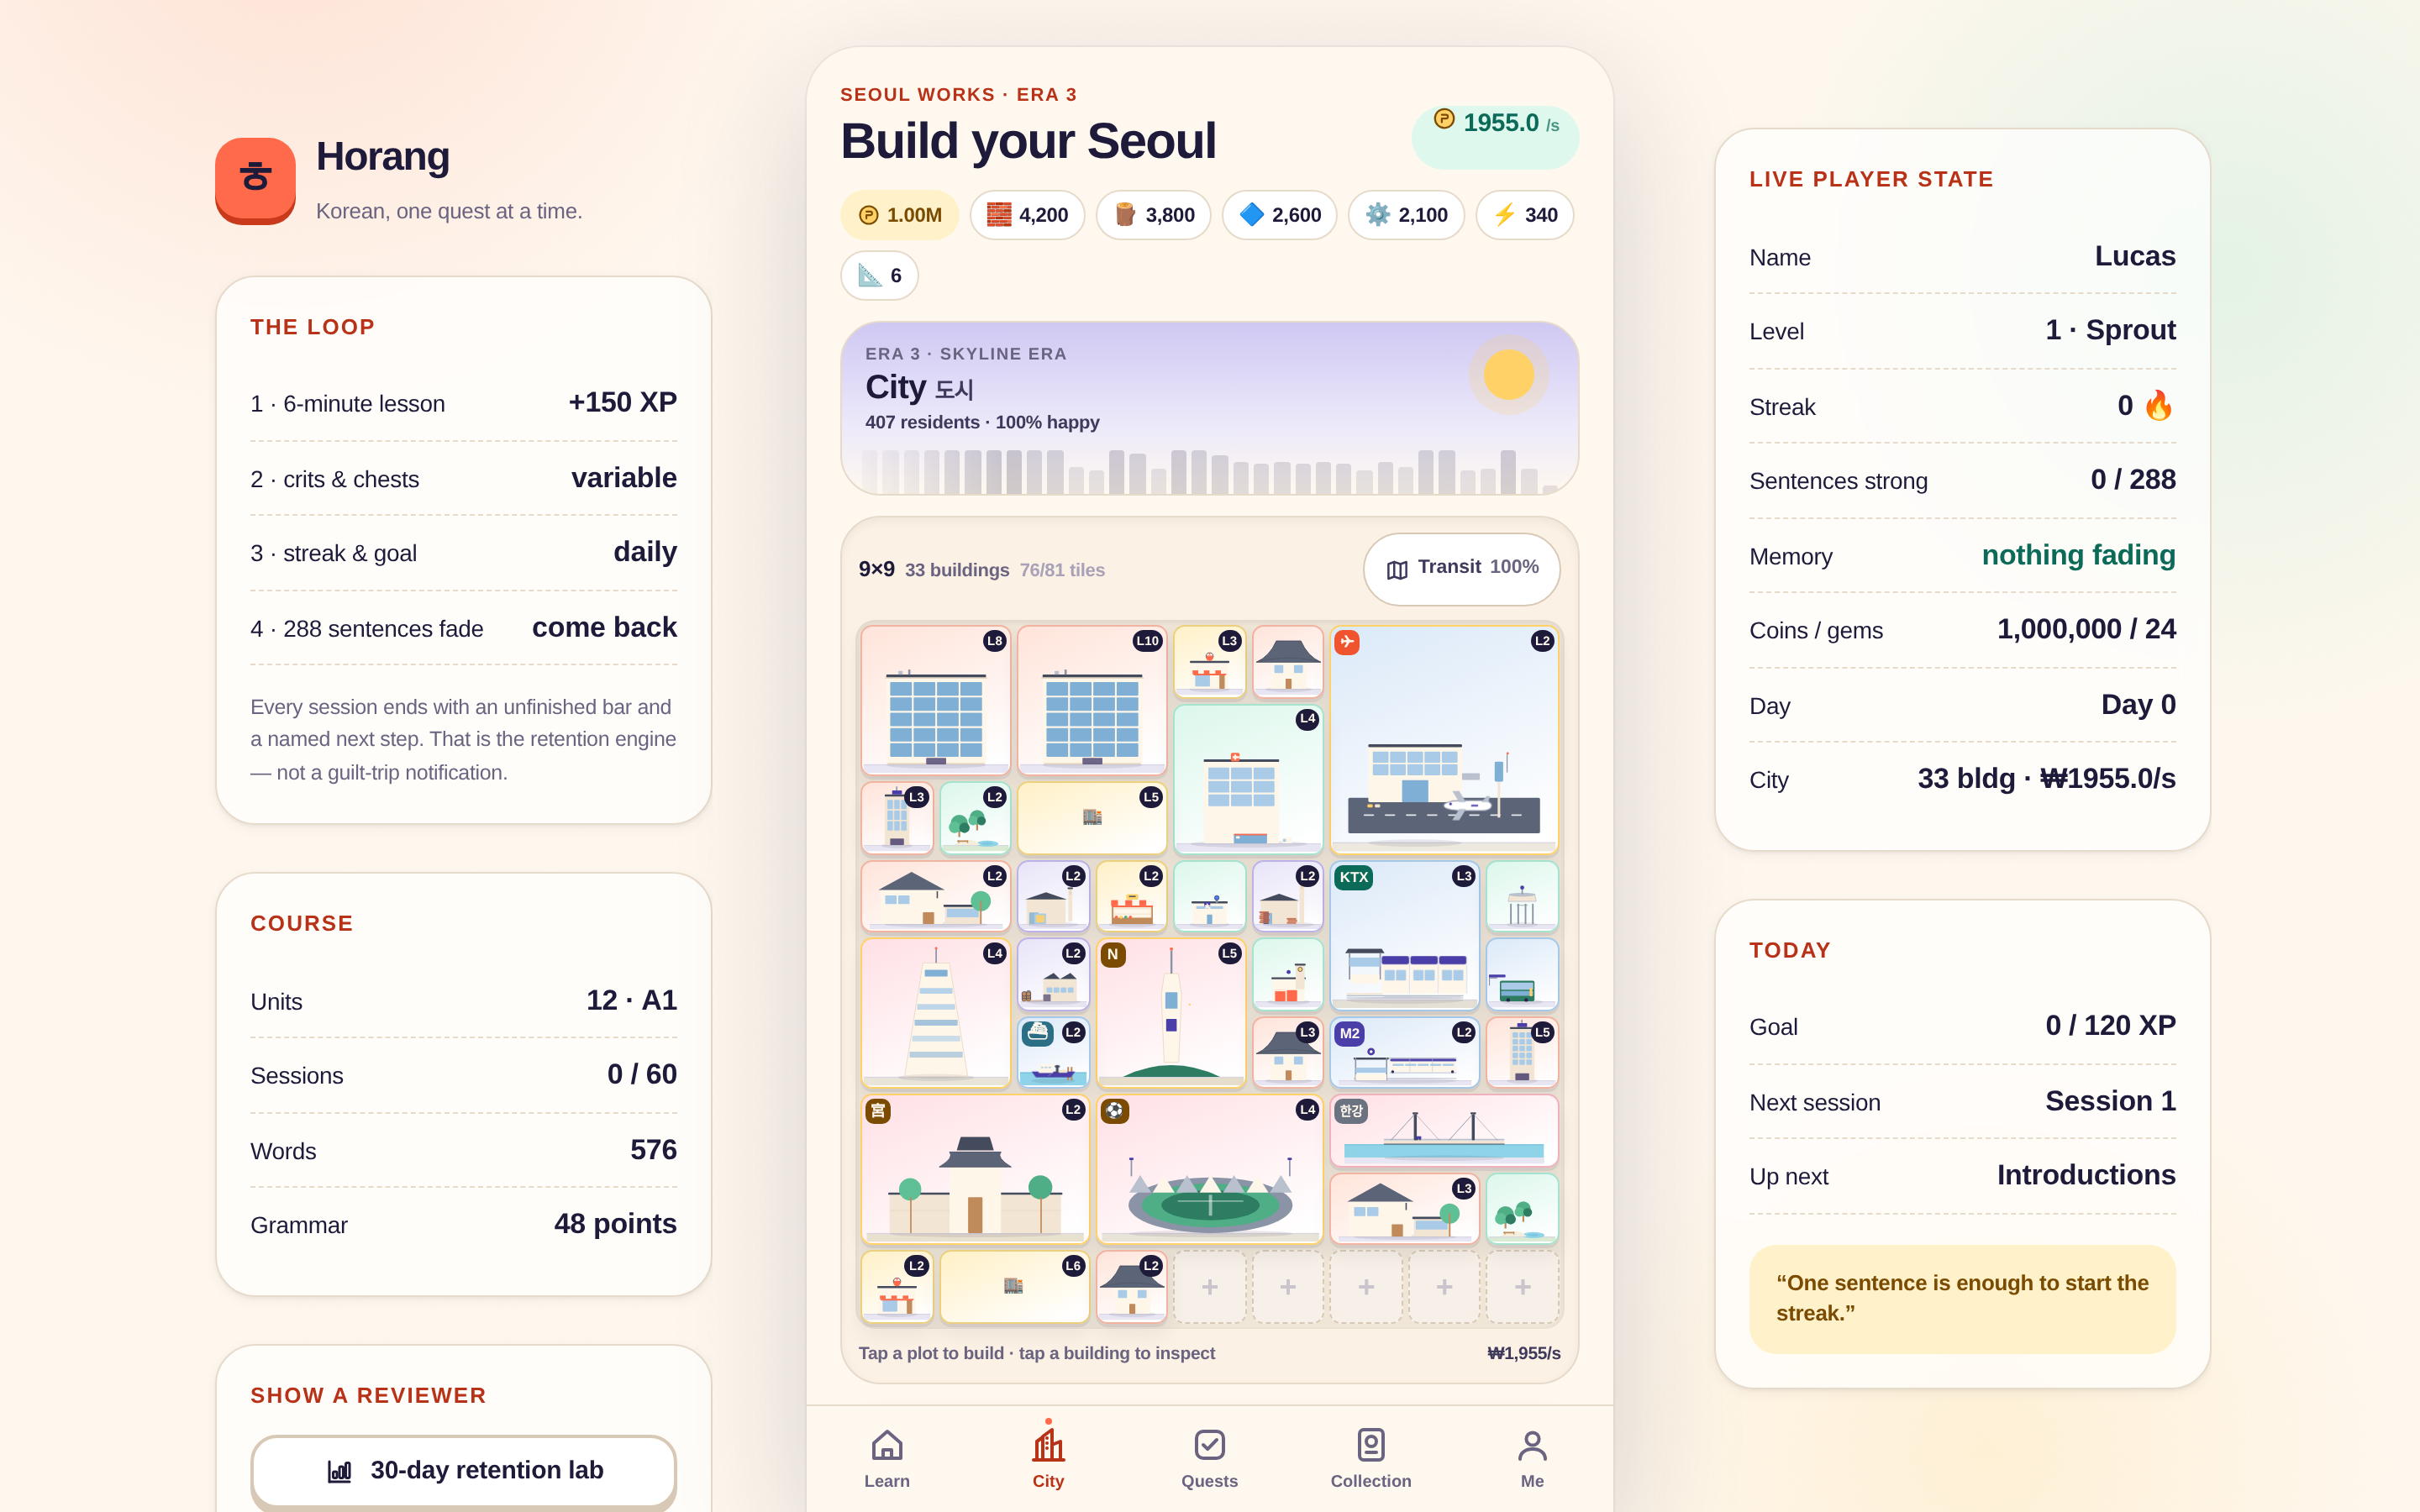 ㅎ
Horang
Korean, one quest at a time.
THE LOOP
1 · 6-minute lesson +150 XP
2 · crits & chests variable
3 · streak & goal daily
4 · 288 sentences fade come back
Every session ends with an unfinished bar and
a named next step. That is the retention engine
— not a guilt-trip notification.
COURSE
Units 12 · A1
Sessions 0 / 60
Words 576
Grammar 48 points
SHOW A REVIEWER
30-day retention lab
SEOUL WORKS · ERA 3
Build your Seoul
1955.0 /s
1.00M 4,200 3,800 2,600 2,100 340
6
ERA 3 · SKYLINE ERA
City 도시
407 residents · 100% happy
9×9 33 buildings 76/81 tiles
Transit 100%
L8 L10 L3 L2
L4
L3 L2 L5
L2 L2 L2 L2 KTX L3
L4 L2 N L5
L2 L3 M2 L2 L5
宮 L2 L4 한강
L3
L2 L6 L2
+ + + + +
Tap a plot to build · tap a building to inspect ₩1,955/s
Learn City Quests Collection Me
LIVE PLAYER STATE
Name Lucas
Level 1 · Sprout
Streak 0
Sentences strong 0 / 288
Memory nothing fading
Coins / gems 1,000,000 / 24
Day Day 0
City 33 bldg · ₩1955.0/s
TODAY
Goal 0 / 120 XP
Next session Session 1
Up next Introductions
“One sentence is enough to start the
streak.”